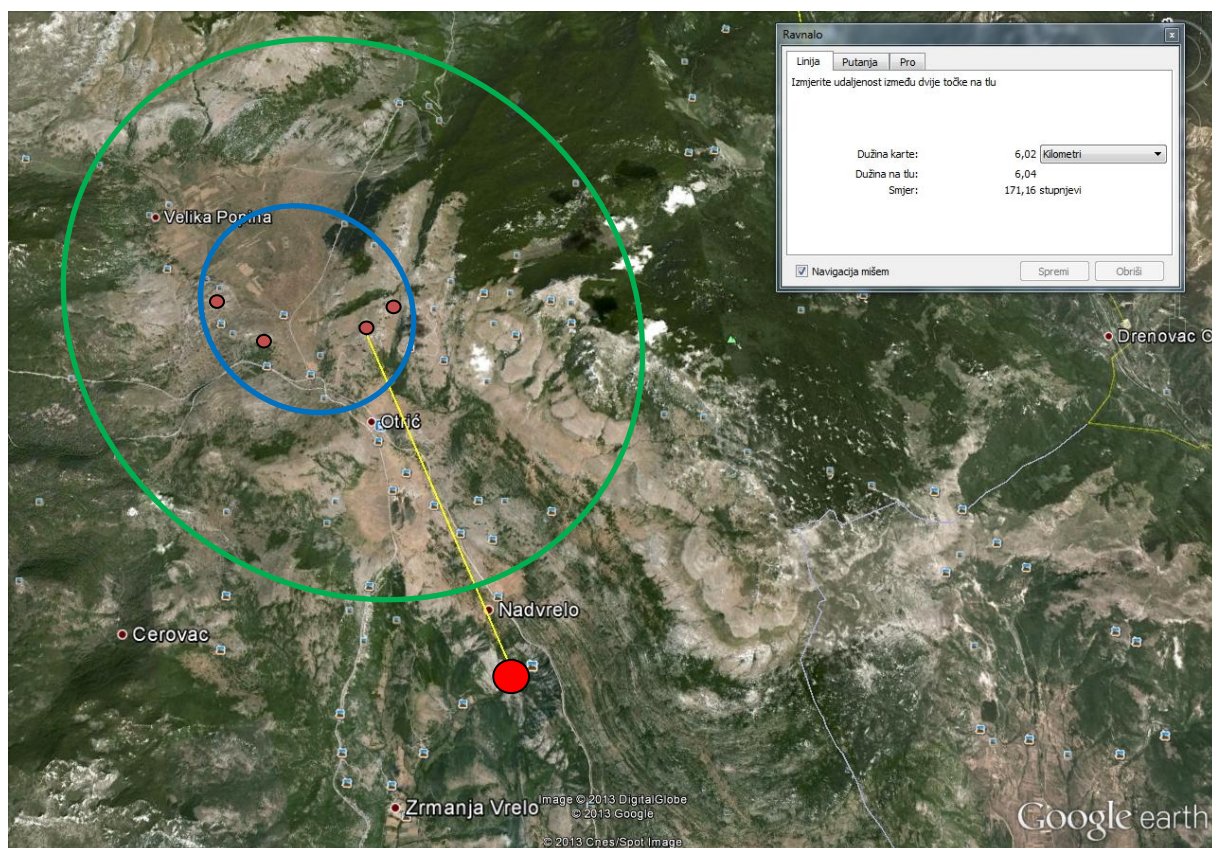 Ravnalo
Linija Putanja Pro
Izmjerite udaljenost između dvije točke na tlu
Dužina karte: 6,02 Kilometri
Dužina na tlu: 6,04
Smjer: 171,16 stupnjevi
Navigacija mišem Spremi Obriši
Velika Popina
Drenovac O
Otrić
Nadvrelo
Cerovac
Zrmanja Vrelo
Image © 2013 DigitalGlobe
© 2013 Google
© 2013 Cnes/Spot Image
Google earth